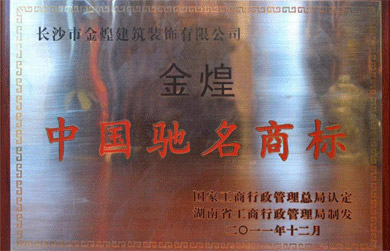 长沙市金煌建筑装饰有限公司
金煌
中国驰名商标
国家工商行政管理总局认定
湖南省工商行政管理局制发
二〇一一年十二月